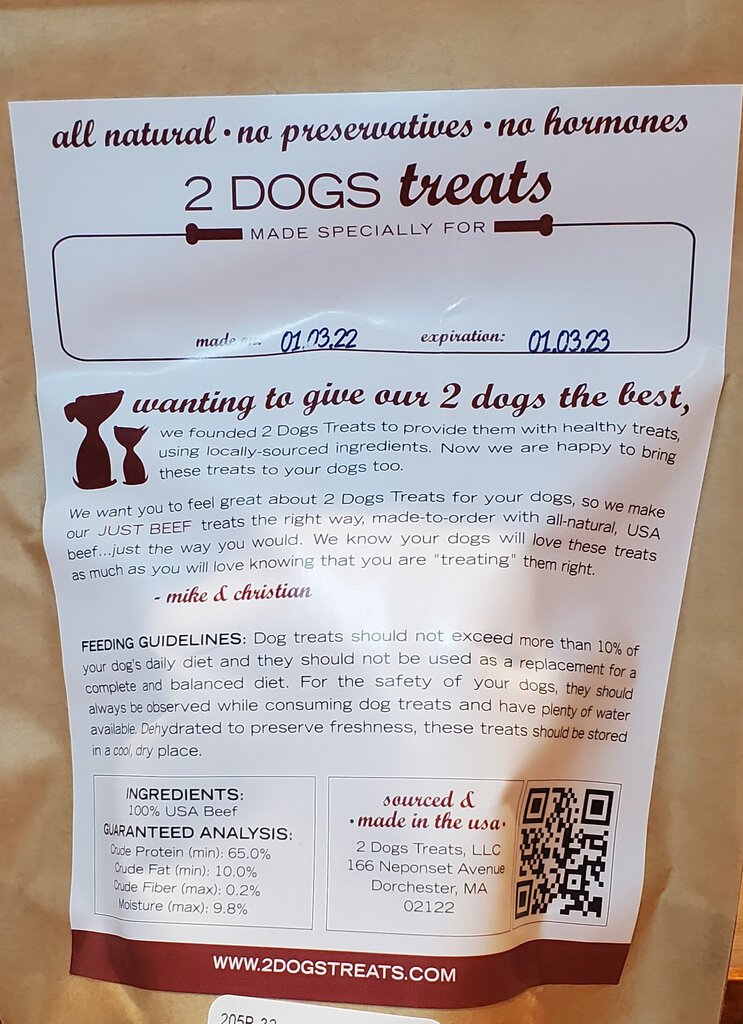 all natural • no preservatives • no hormones
2 DOGS treats
MADE SPECIALLY FOR
made 01.03.22 expiration: 01.03.23
wanting to give our 2 dogs the best,
we founded 2 Dogs Treats to provide them with healthy treats,
using locally-sourced ingredients. Now we are happy to bring
these treats to your dogs too.
We want you to feel great about 2 Dogs Treats for your dogs, so we make
our JUST BEEF treats the right way, made-to-order with all-natural, USA
beef...just the way you would. We know your dogs will love these treats
as much as you will love knowing that you are "treating" them right.
- mike & christian
FEEDING GUIDELINES: Dog treats should not exceed more than 10% of
your dog's daily diet and they should not be used as a replacement for a
complete and balanced diet. For the safety of your dogs, they should
always be observed while consuming dog treats and have plenty of water
available. Dehydrated to preserve freshness, these treats should be stored
in a cool, dry place.
INGREDIENTS:
100% USA Beef
GUARANTEED ANALYSIS:
Crude Protein (min): 65.0%
Crude Fat (min): 10.0%
Crude Fiber (max): 0.2%
Moisture (max): 9.8%
sourced &
• made in the usa •
2 Dogs Treats, LLC
166 Neponset Avenue
Dorchester, MA
02122
WWW.2DOGSTREATS.COM